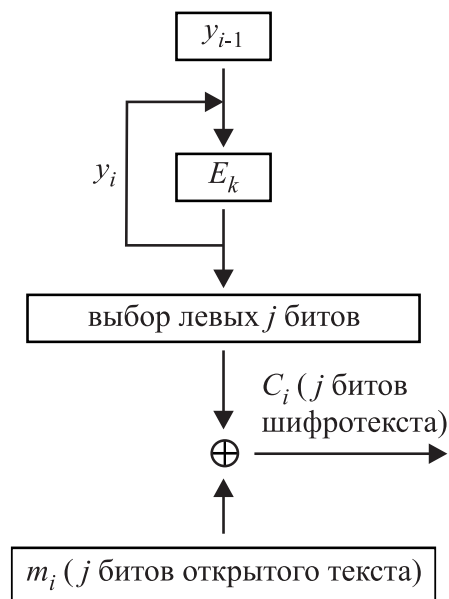 y_{i-1}
y_i
E_k
выбор левых j битов
C_i ( j битов
шифротекста)
⊕
m_i ( j битов открытого текста)